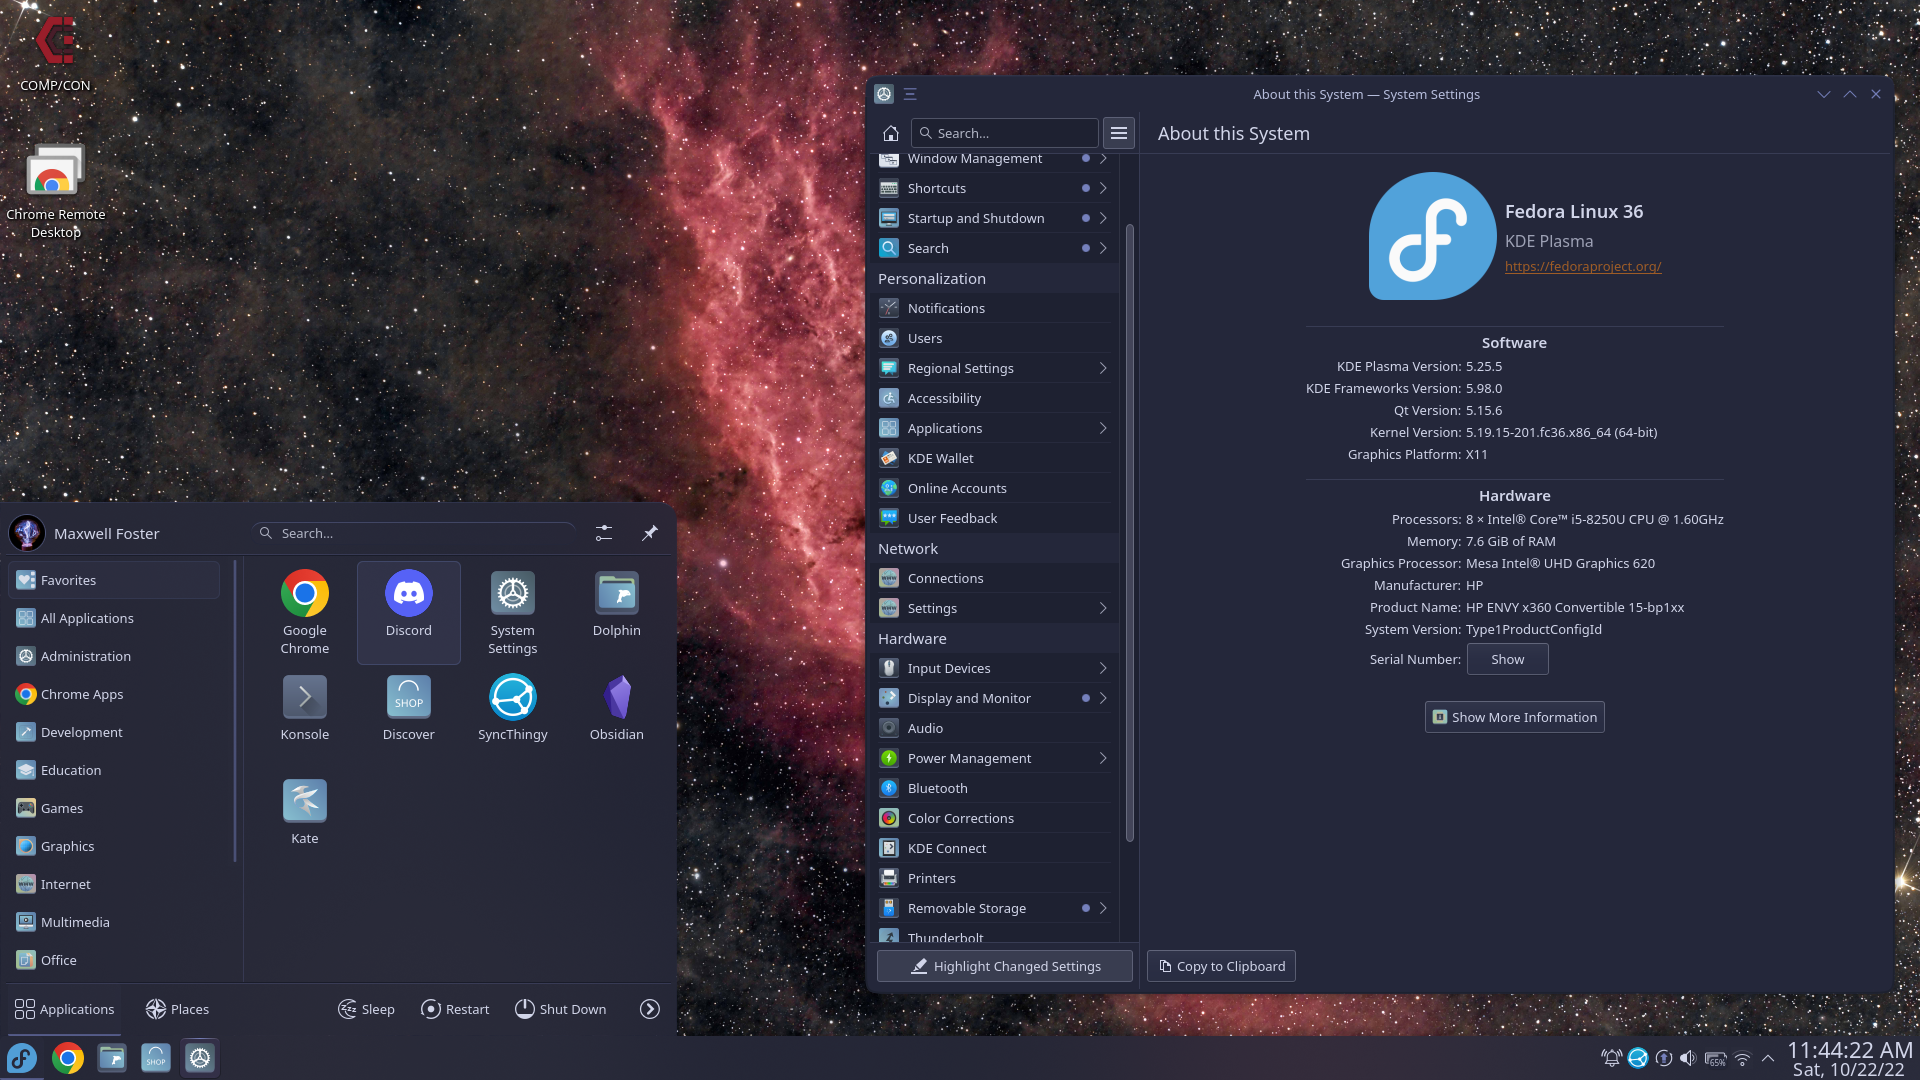 COMP/CON
Chrome Remote
Desktop
About this System — System Settings
Search...
About this System
Window Management
Shortcuts
Startup and Shutdown
Search
Personalization
Notifications
Users
Regional Settings
Accessibility
Applications
KDE Wallet
Online Accounts
User Feedback
Network
Connections
Settings
Hardware
Input Devices
Display and Monitor
Audio
Power Management
Bluetooth
Color Corrections
KDE Connect
Printers
Removable Storage
Thunderbolt
Highlight Changed Settings
Fedora Linux 36
KDE Plasma
https://fedoraproject.org/
Software
KDE Plasma Version: 5.25.5
KDE Frameworks Version: 5.98.0
Qt Version: 5.15.6
Kernel Version: 5.19.15-201.fc36.x86_64 (64-bit)
Graphics Platform: X11
Hardware
Processors: 8 × Intel® Core™ i5-8250U CPU @ 1.60GHz
Memory: 7.6 GiB of RAM
Graphics Processor: Mesa Intel® UHD Graphics 620
Manufacturer: HP
Product Name: HP ENVY x360 Convertible 15-bp1xx
System Version: Type1ProductConfigId
Serial Number: Show
Show More Information
Copy to Clipboard
Maxwell Foster
Search...
Favorites
All Applications
Administration
Chrome Apps
Development
Education
Games
Graphics
Internet
Multimedia
Office
Google
Chrome
Discord
System
Settings
Dolphin
Konsole
SHOP
Discover
SyncThingy
Obsidian
Kate
Applications
Places
Sleep
Restart
Shut Down
SHOP
65%
11:44:22 AM
Sat, 10/22/22